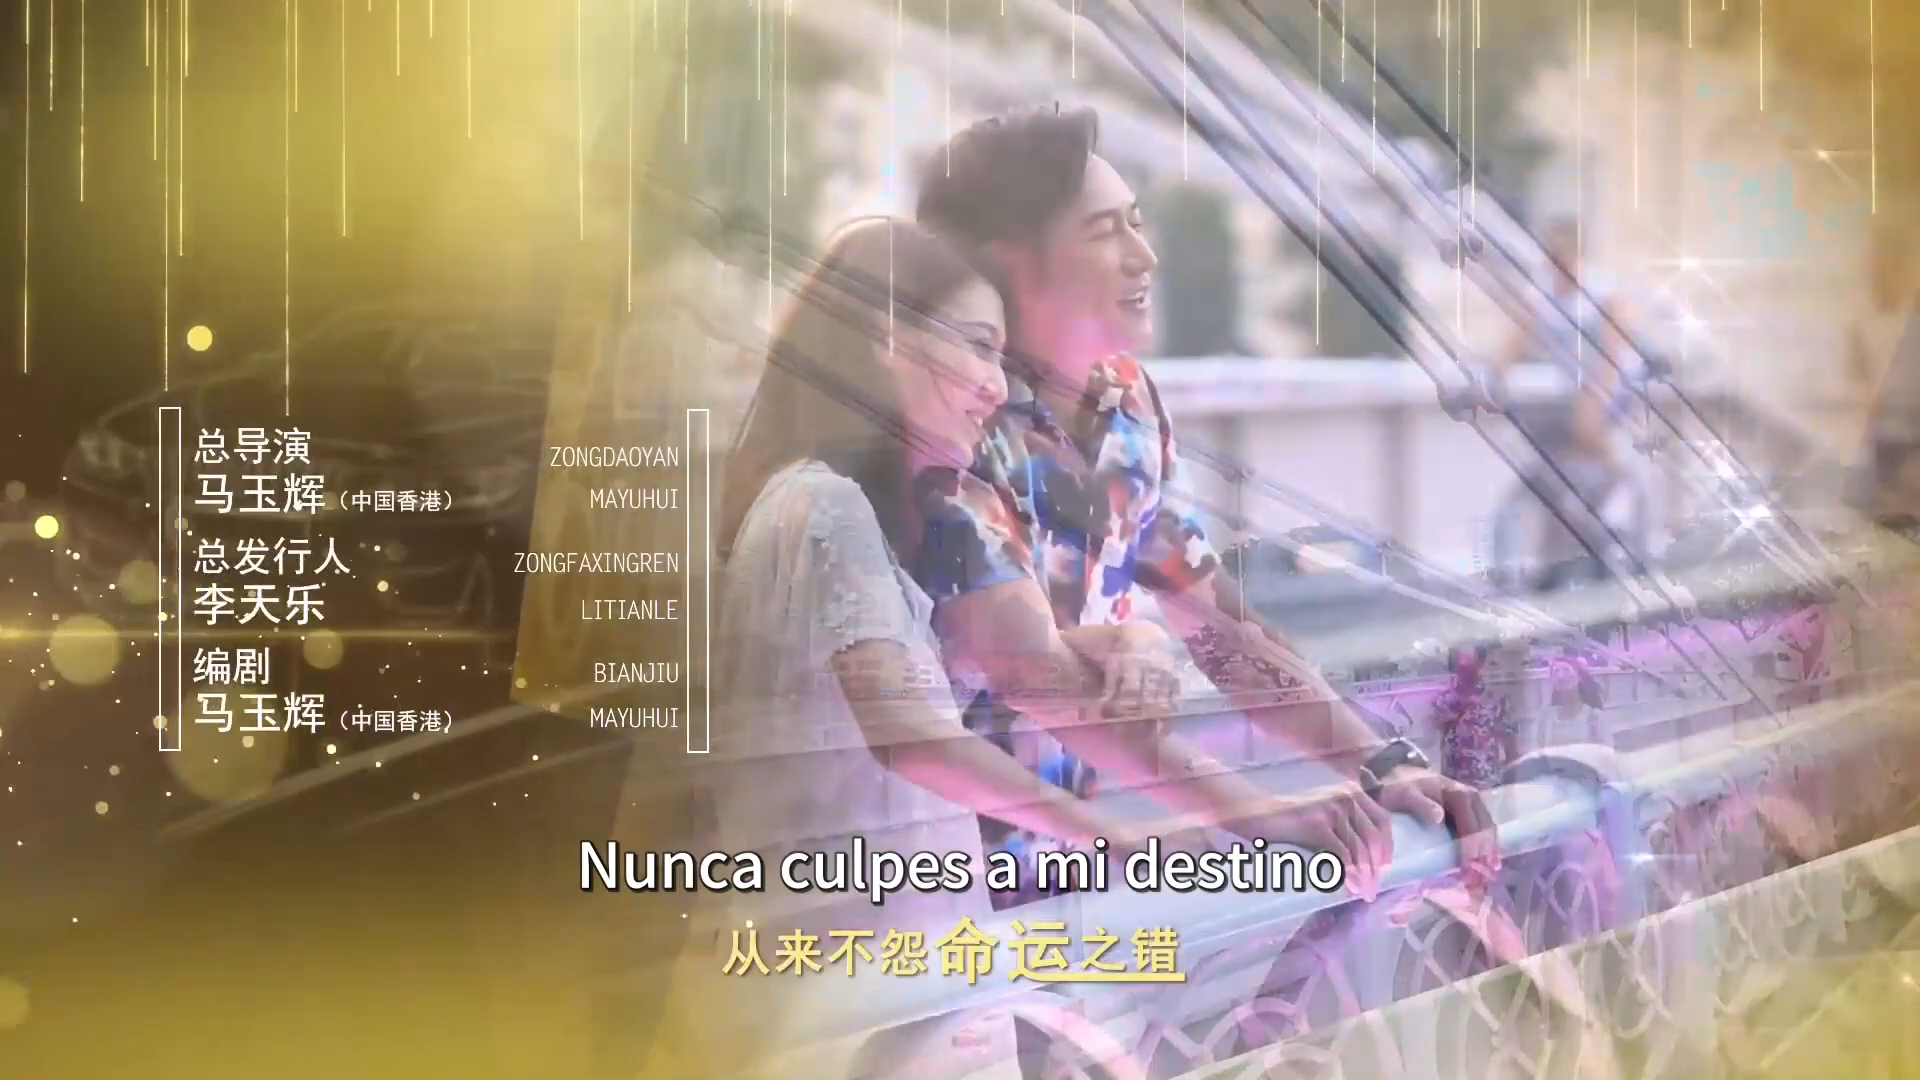 总导演 ZONGDAOYAN
马玉辉（中国香港） MAYUHUI
总发行人 ZONGFAXINGREN
李天乐 LITIANLE
编剧 BIANJIU
马玉辉（中国香港） MAYUHUI
Nunca culpes a mi destino
从来不怨命运之错